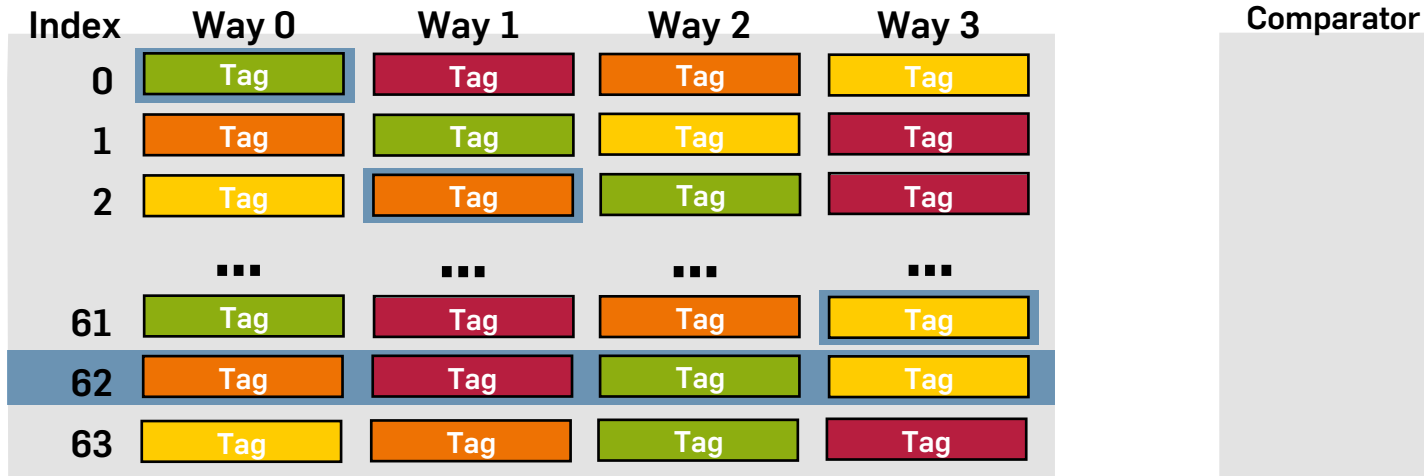 Index Way 0 Way 1 Way 2 Way 3 Comparator
0 Tag Tag Tag Tag
1 Tag Tag Tag Tag
2 Tag Tag Tag Tag
... ... ... ...
61 Tag Tag Tag Tag
62 Tag Tag Tag Tag
63 Tag Tag Tag Tag